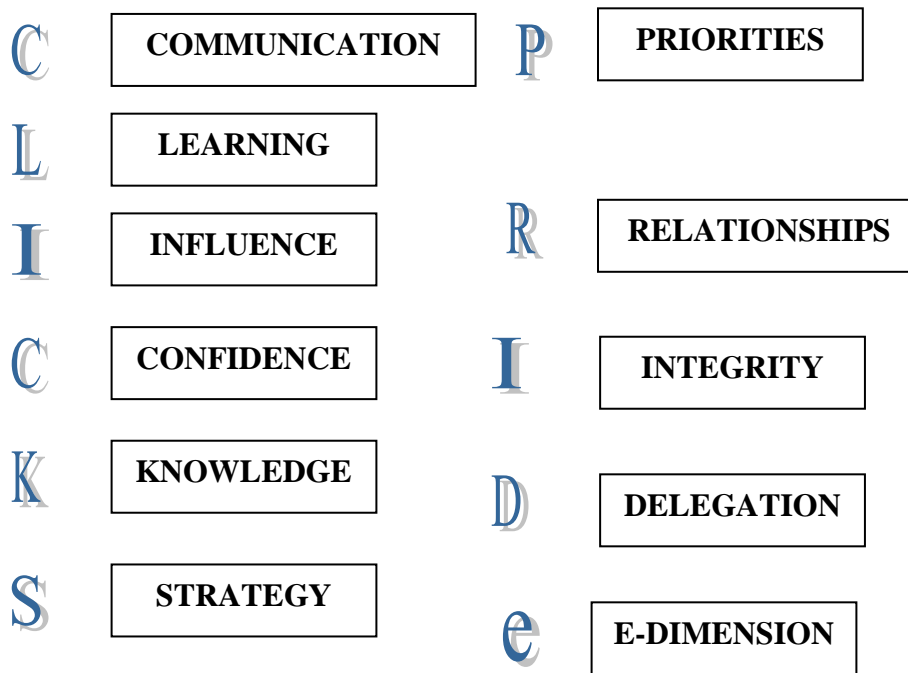 C COMMUNICATION
L LEARNING
I INFLUENCE
C CONFIDENCE
K KNOWLEDGE
S STRATEGY
P PRIORITIES
R RELATIONSHIPS
I INTEGRITY
D DELEGATION
e E-DIMENSION